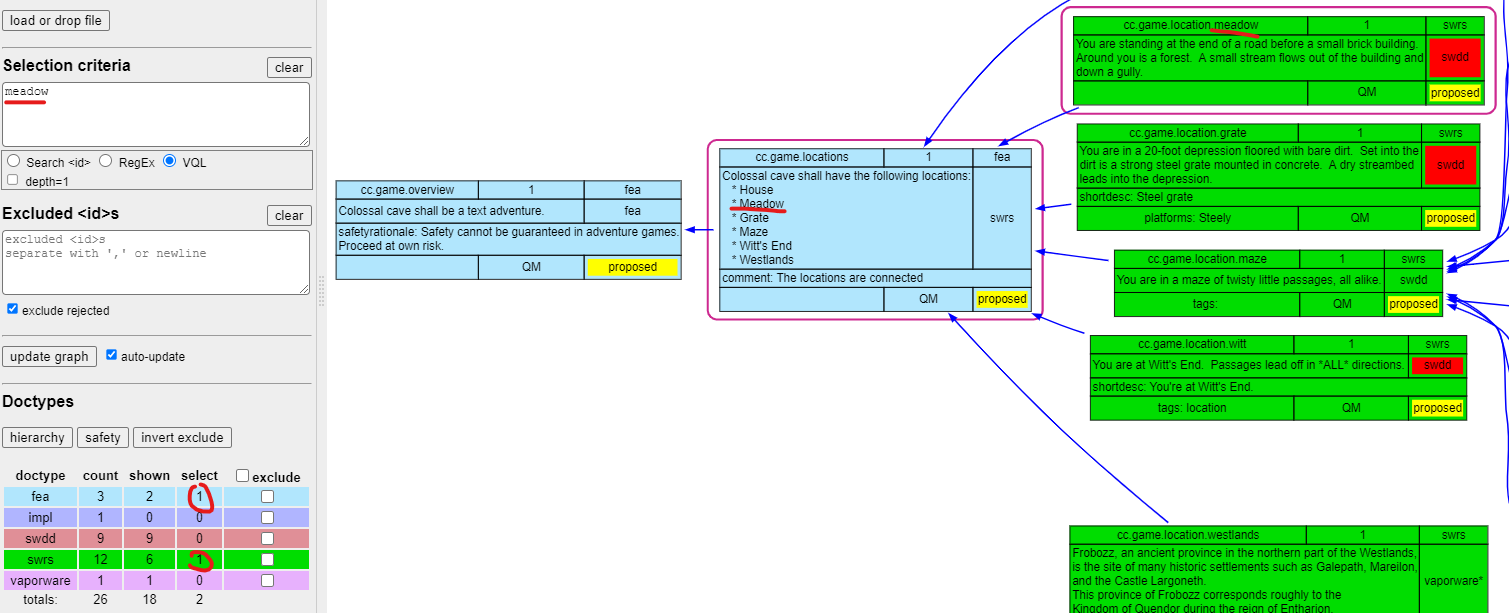 load or drop file
Selection criteria
clear
meadow
Search <id> RegEx VQL
depth=1
Excluded <id>s
clear
excluded <id>s
separate with ',' or newline
exclude rejected
update graph auto-update
Doctypes
hierarchy safety invert exclude
doctype count shown select exclude
fea 3 2 1
impl 1 0 0
swdd 9 9 0
swrs 12 6 1
vaporware 1 1 0
totals: 26 18 2
cc.game.overview 1 fea
Colossal cave shall be a text adventure. fea
safetyrationale: Safety cannot be guaranteed in adventure games.
Proceed at own risk.
QM proposed
cc.game.locations 1 fea
Colossal cave shall have the following locations:
* House
* Meadow
* Grate
* Maze
* Witt's End
* Westlands
swrs
comment: The locations are connected
QM proposed
cc.game.location.meadow 1 swrs
You are standing at the end of a road before a small brick building.
Around you is a forest. A small stream flows out of the building and
down a gully.
swdd
QM proposed
cc.game.location.grate 1 swrs
You are in a 20-foot depression floored with bare dirt. Set into the
dirt is a strong steel grate mounted in concrete. A dry streambed
leads into the depression.
swdd
shortdesc: Steel grate
platforms: Steely QM proposed
cc.game.location.maze 1 swrs
You are in a maze of twisty little passages, all alike. swdd
tags: QM proposed
cc.game.location.witt 1 swrs
You are at Witt's End. Passages lead off in *ALL* directions. swdd
shortdesc: You're at Witt's End.
tags: location QM proposed
cc.game.location.westlands 1 swrs
Frobozz, an ancient province in the northern part of the Westlands,
is the site of many historic settlements such as Galepath, Mareilon,
and the Castle Largoneth.
vaporware*
This province of Frobozz corresponds roughly to the
Kingdom of Quendor during the reign of Entharion.